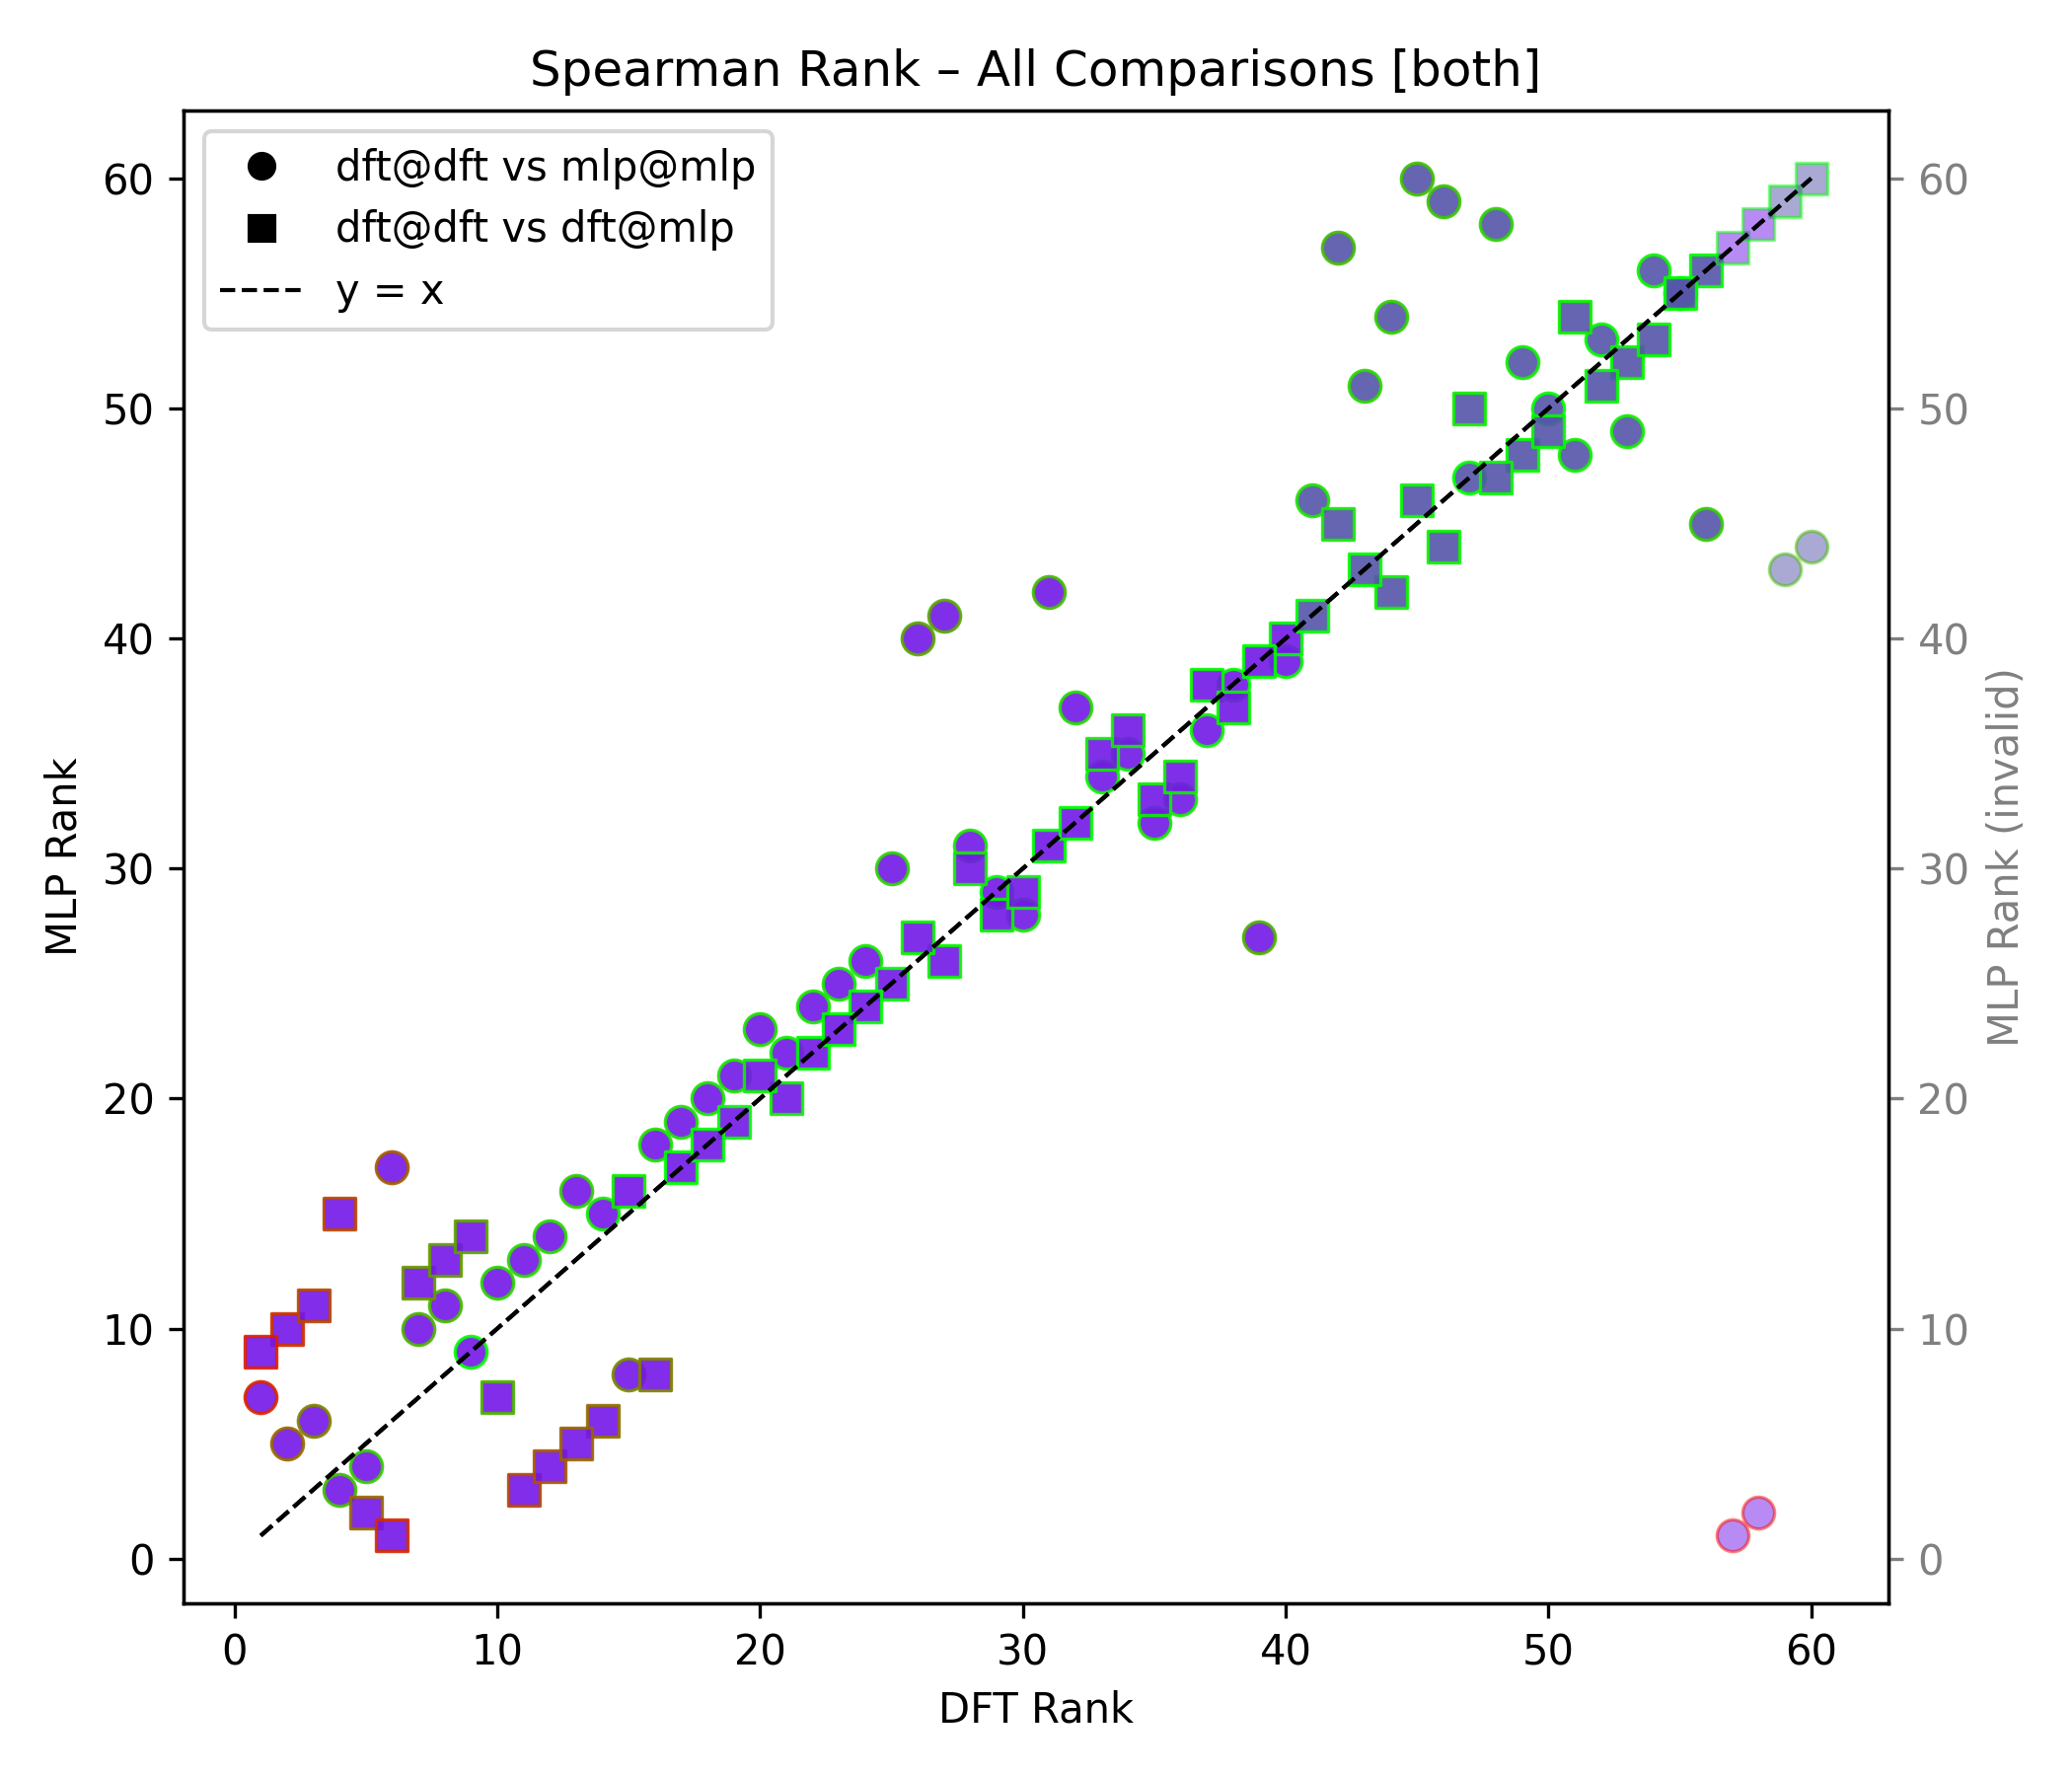 Spearman Rank – All Comparisons [both]
dft@dft vs mlp@mlp
dft@dft vs dft@mlp
y = x
MLP Rank
60
50
40
30
20
10
0
60
50
40
30
20
10
0
MLP Rank (invalid)
0 10 20 30 40 50 60
DFT Rank